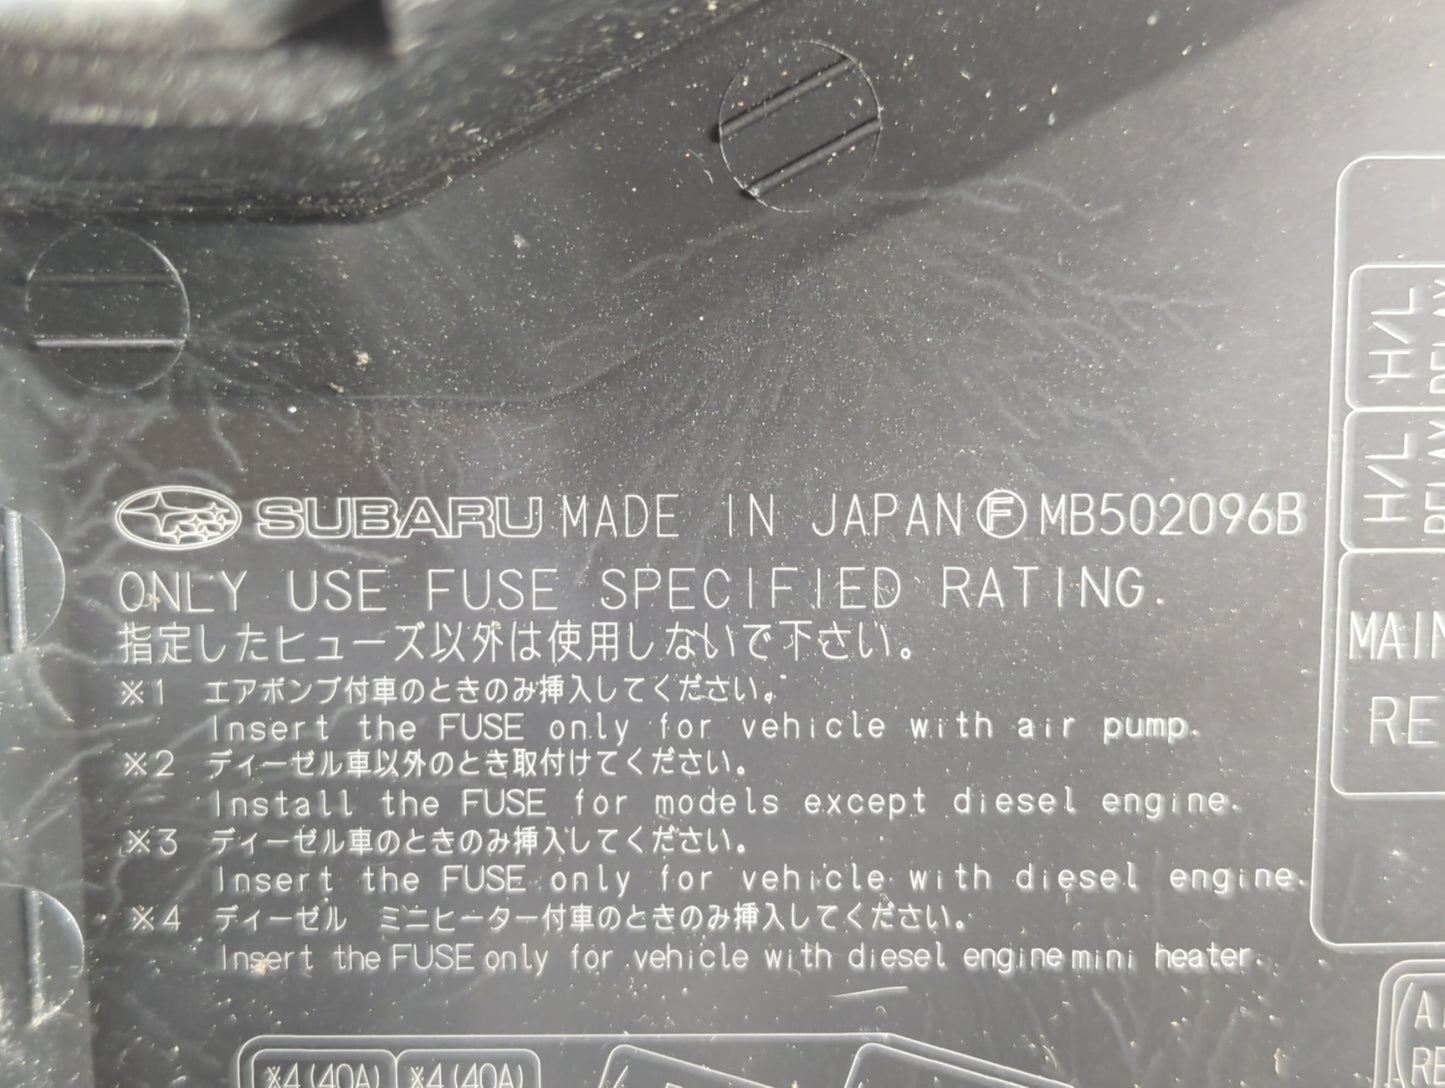 SUBARU MADE IN JAPAN Ⓕ MB502096B
ONLY USE FUSE SPECIFIED RATING.
指定したヒューズ以外は使用しないで下さい。
※1 エアポンプ付車のときのみ挿入してください。
Insert the FUSE only for vehicle with air pump.
※2 ディーゼル車以外のとき取付けてください。
Install the FUSE for models except diesel engine.
※3 ディーゼル車のときのみ挿入してください。
Insert the FUSE only for vehicle with diesel engine.
※4 ディーゼル ミニヒーター付車のときのみ挿入してください。
Insert the FUSE only for vehicle with diesel engine mini heater.
H/L
H/L
MAIN
RE
※4 (40A) ※4 (40A)
RE